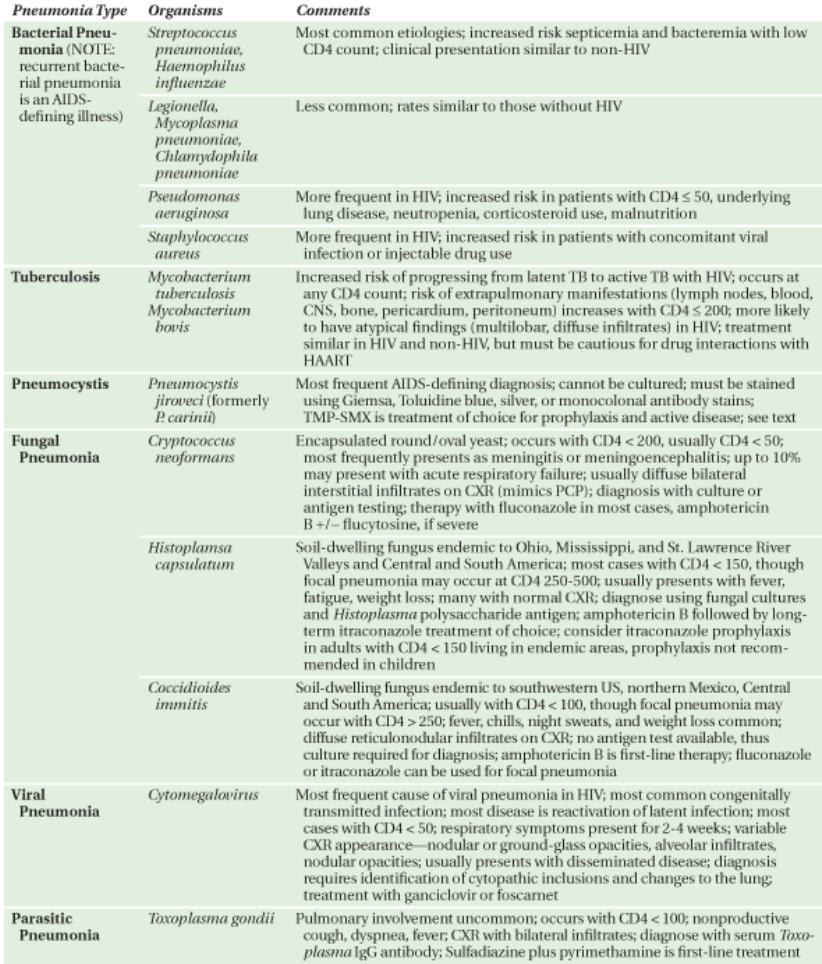 Pneumonia Type Organisms Comments
Bacterial Pneu-
monia (NOTE:
recurrent bacte-
rial pneumonia
is an AIDS-
defining illness)
Streptococcus
pneumoniae,
Haemophilus
influenzae
Most common etiologies; increased risk septicemia and bacteremia with low
CD4 count; clinical presentation similar to non-HIV
Legionella,
Mycoplasma
pneumoniae,
Chlamydophila
pneumoniae
Less common; rates similar to those without HIV
Pseudomonas
aeruginosa
More frequent in HIV; increased risk in patients with CD4 ≤ 50, underlying
lung disease, neutropenia, corticosteroid use, malnutrition
Staphylococcus
aureus
More frequent in HIV; increased risk in patients with concomitant viral
infection or injectable drug use
Tuberculosis
Mycobacterium
tuberculosis
Mycobacterium
bovis
Increased risk of progressing from latent TB to active TB with HIV; occurs at
any CD4 count; risk of extrapulmonary manifestations (lymph nodes, blood,
CNS, bone, pericardium, peritoneum) increases with CD4 ≤ 200; more likely
to have atypical findings (multilobar, diffuse infiltrates) in HIV; treatment
similar in HIV and non-HIV, but must be cautious for drug interactions with
HAART
Pneumocystis
Pneumocystis
jiroveci (formerly
P. carinii)
Most frequent AIDS-defining diagnosis; cannot be cultured; must be stained
using Giemsa, Toluidine blue, silver, or monocolonal antibody stains;
TMP-SMX is treatment of choice for prophylaxis and active disease; see text
Fungal
Pneumonia
Cryptococcus
neoformans
Encapsulated round/oval yeast; occurs with CD4 < 200, usually CD4 < 50;
most frequently presents as meningitis or meningoencephalitis; up to 10%
may present with acute respiratory failure; usually diffuse bilateral
interstitial infiltrates on CXR (mimics PCP); diagnosis with culture or
antigen testing; therapy with fluconazole in most cases, amphotericin
B +/– flucytosine, if severe
Histoplamsa
capsulatum
Soil-dwelling fungus endemic to Ohio, Mississippi, and St. Lawrence River
Valleys and Central and South America; most cases with CD4 < 150, though
focal pneumonia may occur at CD4 250-500; usually presents with fever,
fatigue, weight loss; many with normal CXR; diagnose using fungal cultures
and Histoplasma polysaccharide antigen; amphotericin B followed by long-
term itraconazole treatment of choice; consider itraconazole prophylaxis
in adults with CD4 < 150 living in endemic areas, prophylaxis not recom-
mended in children
Coccidioides
immitis
Soil-dwelling fungus endemic to southwestern US, northern Mexico, Central
and South America; usually with CD4 < 100, though focal pneumonia may
occur with CD4 > 250; fever, chills, night sweats, and weight loss common;
diffuse reticulonodular infiltrates on CXR; no antigen test available, thus
culture required for diagnosis; amphotericin B is first-line therapy; fluconazole
or itraconazole can be used for focal pneumonia
Viral
Pneumonia
Cytomegalovirus
Most frequent cause of viral pneumonia in HIV; most common congenitally
transmitted infection; most disease is reactivation of latent infection; most
cases with CD4 < 50; respiratory symptoms present for 2-4 weeks; variable
CXR appearance—nodular or ground-glass opacities, alveolar infiltrates,
nodular opacities; usually presents with disseminated disease; diagnosis
requires identification of cytopathic inclusions and changes to the lung;
treatment with ganciclovir or foscarnet
Parasitic
Pneumonia
Toxoplasma gondii
Pulmonary involvement uncommon; occurs with CD4 < 100; nonproductive
cough, dyspnea, fever; CXR with bilateral infiltrates; diagnose with serum Toxo-
plasma IgG antibody; Sulfadiazine plus pyrimethamine is first-line treatment